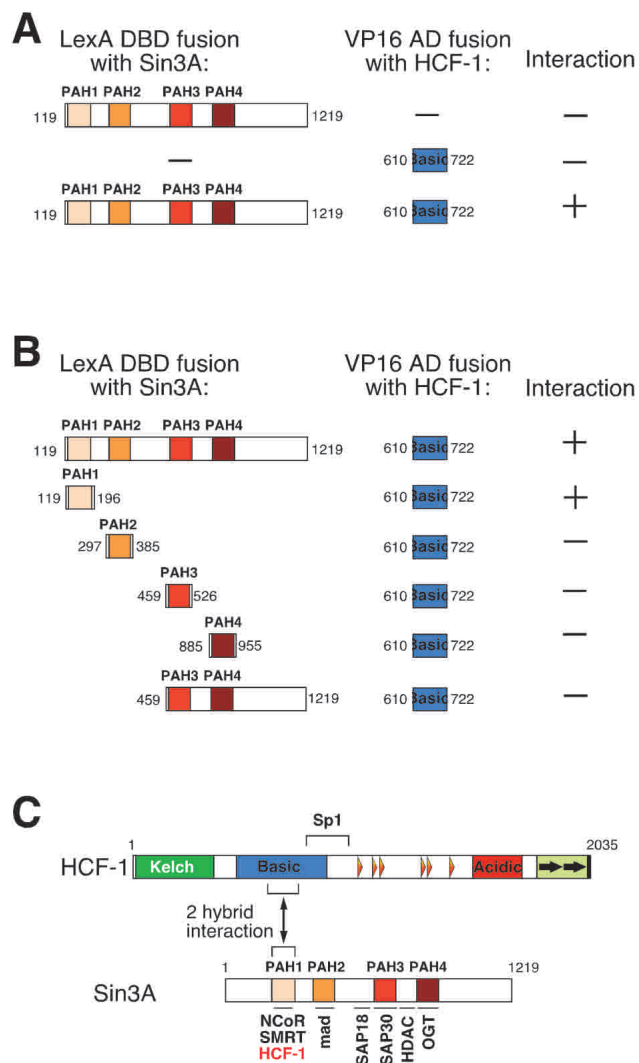 A
LexA DBD fusion with Sin3A:
VP16 AD fusion with HCF-1:
Interaction
PAH1 PAH2 PAH3 PAH4
119 1219 — —
— 610 Basic 722 —
PAH1 PAH2 PAH3 PAH4
119 1219 610 Basic 722 +
B
LexA DBD fusion with Sin3A:
VP16 AD fusion with HCF-1:
Interaction
PAH1 PAH2 PAH3 PAH4
119 1219 610 Basic 722 +
PAH1
119 196 610 Basic 722 +
PAH2
297 385 610 Basic 722 —
PAH3
459 526 610 Basic 722 —
PAH4
885 955 610 Basic 722 —
PAH3 PAH4
459 1219 610 Basic 722 —
C
Sp1
1 2035
HCF-1 Kelch Basic Acidic
2 hybrid
interaction
1 PAH1 PAH2 PAH3 PAH4 1219
Sin3A
NCoR
SMRT
HCF-1
mad
SAP18
SAP30
HDAC
OGT